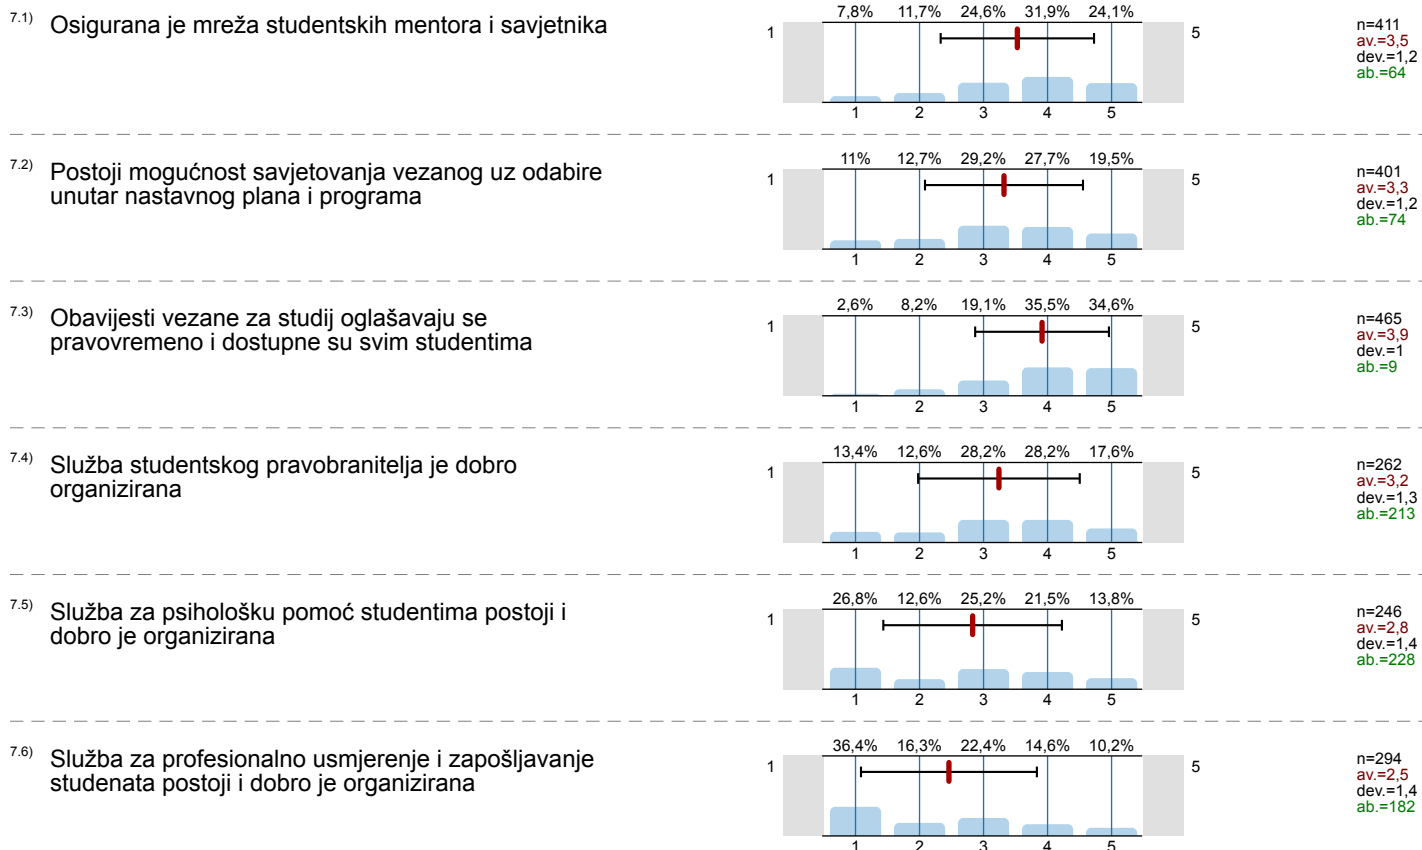 7.1) Osigurana je mreža studentskih mentora i savjetnika
7,8% 11,7% 24,6% 31,9% 24,1%
1 5
1 2 3 4 5
n=411
av.=3,5
dev.=1,2
ab.=64
7.2) Postoji mogućnost savjetovanja vezanog uz odabire
unutar nastavnog plana i programa
11% 12,7% 29,2% 27,7% 19,5%
1 5
1 2 3 4 5
n=401
av.=3,3
dev.=1,2
ab.=74
7.3) Obavijesti vezane za studij oglašavaju se
pravovremeno i dostupne su svim studentima
2,6% 8,2% 19,1% 35,5% 34,6%
1 5
1 2 3 4 5
n=465
av.=3,9
dev.=1
ab.=9
7.4) Služba studentskog pravobranitelja je dobro
organizirana
13,4% 12,6% 28,2% 28,2% 17,6%
1 5
1 2 3 4 5
n=262
av.=3,2
dev.=1,3
ab.=213
7.5) Služba za psihološku pomoć studentima postoji i
dobro je organizirana
26,8% 12,6% 25,2% 21,5% 13,8%
1 5
1 2 3 4 5
n=246
av.=2,8
dev.=1,4
ab.=228
7.6) Služba za profesionalno usmjerenje i zapošljavanje
studenata postoji i dobro je organizirana
36,4% 16,3% 22,4% 14,6% 10,2%
1 5
1 2 3 4 5
n=294
av.=2,5
dev.=1,4
ab.=182